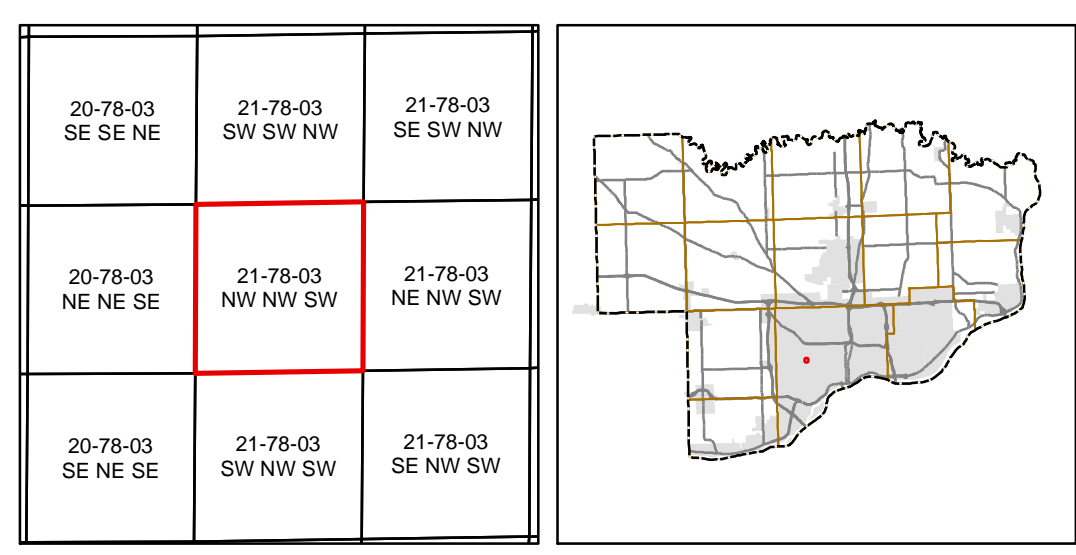 20-78-03
SE SE NE
21-78-03
SW SW NW
21-78-03
SE SW NW
20-78-03
NE NE SE
21-78-03
NW NW SW
21-78-03
NE NW SW
20-78-03
SE NE SE
21-78-03
SW NW SW
21-78-03
SE NW SW